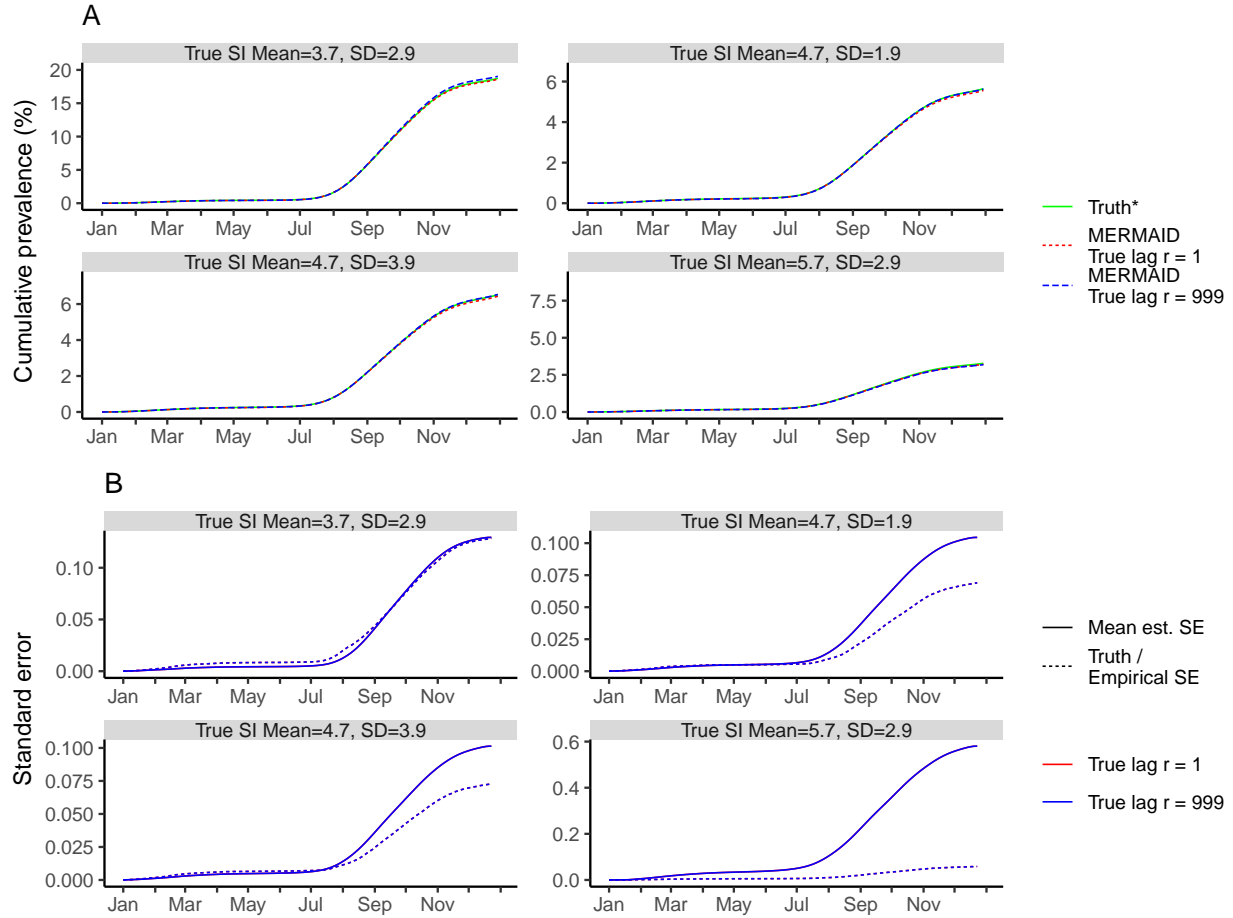 A
True SI Mean=3.7, SD=2.9
True SI Mean=4.7, SD=1.9
Cumulative prevalence (%)
20
15
10
5
0
Jan Mar May Jul Sep Nov
6
4
2
0
Jan Mar May Jul Sep Nov
True SI Mean=4.7, SD=3.9
True SI Mean=5.7, SD=2.9
6
4
2
0
Jan Mar May Jul Sep Nov
7.5
5.0
2.5
0.0
Jan Mar May Jul Sep Nov
Truth*
MERMAID
True lag r = 1
MERMAID
True lag r = 999
B
True SI Mean=3.7, SD=2.9
True SI Mean=4.7, SD=1.9
Standard error
0.10
0.05
0.00
Jan Mar May Jul Sep Nov
0.100
0.075
0.050
0.025
0.000
Jan Mar May Jul Sep Nov
True SI Mean=4.7, SD=3.9
True SI Mean=5.7, SD=2.9
0.100
0.075
0.050
0.025
0.000
Jan Mar May Jul Sep Nov
0.6
0.4
0.2
0.0
Jan Mar May Jul Sep Nov
Mean est. SE
Truth /
Empirical SE
True lag r = 1
True lag r = 999